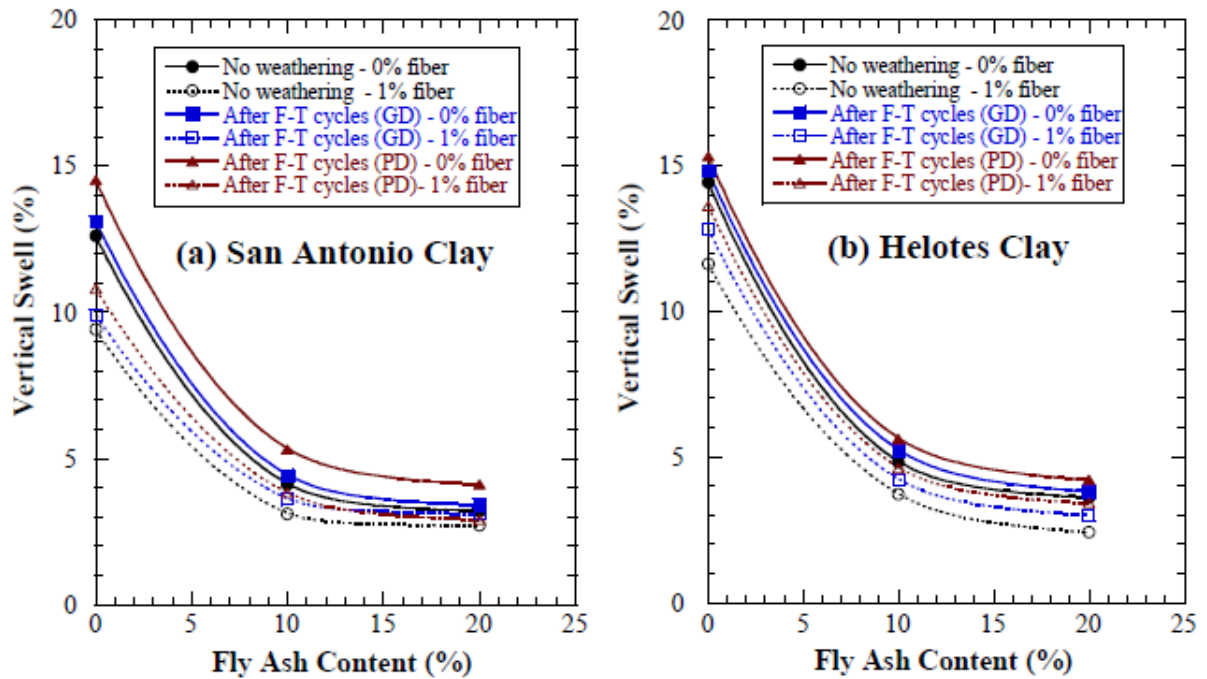 20
15
10
5
0
Vertical Swell (%)
No weathering - 0% fiber
No weathering - 1% fiber
After F-T cycles (GD) - 0% fiber
After F-T cycles (GD) - 1% fiber
After F-T cycles (PD) - 0% fiber
After F-T cycles (PD)- 1% fiber
(a) San Antonio Clay
0 5 10 15 20 25
Fly Ash Content (%)
20
15
10
5
0
Vertical Swell (%)
No weathering - 0% fiber
No weathering - 1% fiber
After F-T cycles (GD) - 0% fiber
After F-T cycles (GD) - 1% fiber
After F-T cycles (PD) - 0% fiber
After F-T cycles (PD)- 1% fiber
(b) Helotes Clay
0 5 10 15 20 25
Fly Ash Content (%)